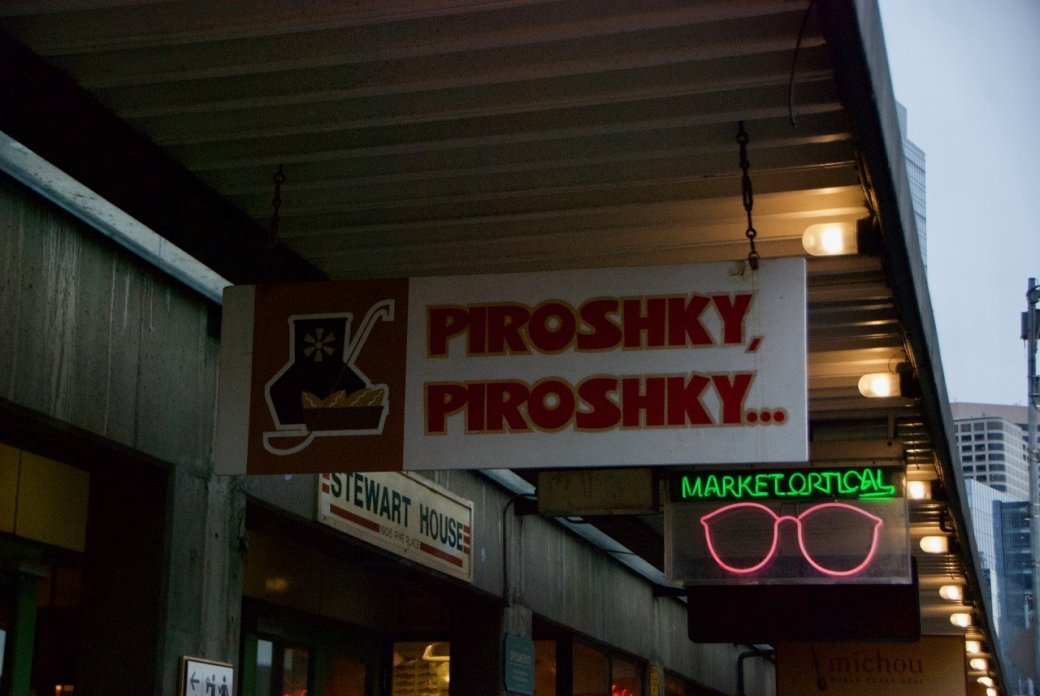 PIROSHKY,
PIROSHKY...
STEWART HOUSE
MARKET OPTICAL
michou